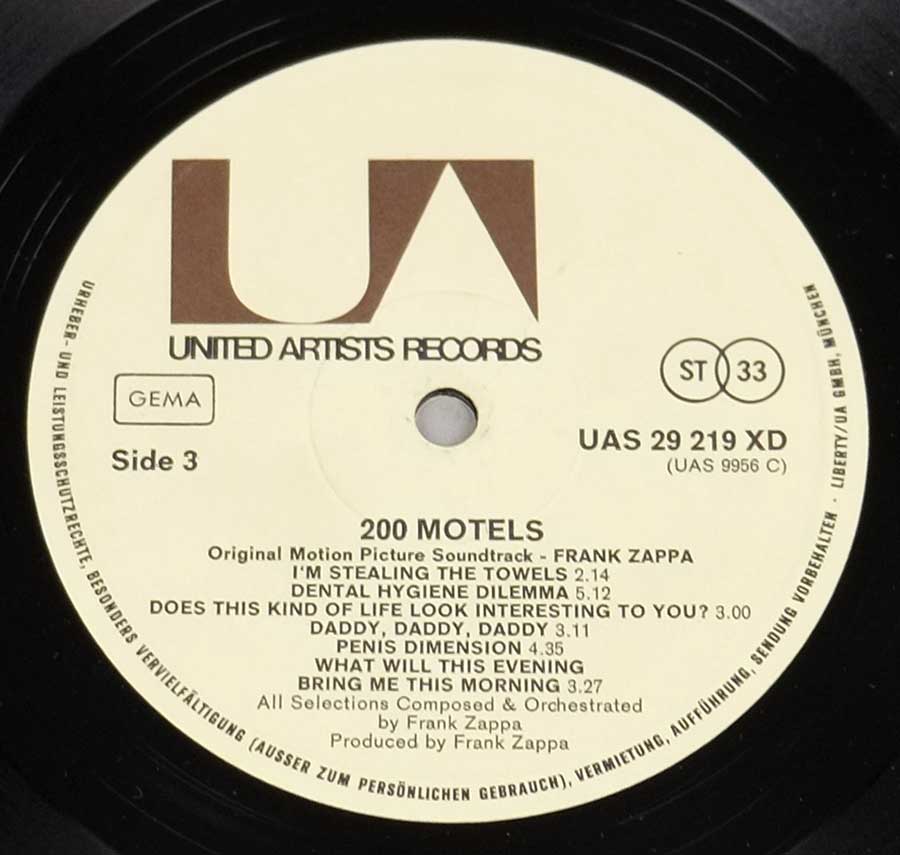 UA
UNITED ARTISTS RECORDS
GEMA
ST 33
Side 3
UAS 29 219 XD
(UAS 9956 C)
200 MOTELS
Original Motion Picture Soundtrack - FRANK ZAPPA
I'M STEALING THE TOWELS 2.14
DENTAL HYGIENE DILEMMA 5.12
DOES THIS KIND OF LIFE LOOK INTERESTING TO YOU? 3.00
DADDY, DADDY, DADDY 3.11
PENIS DIMENSION 4.35
WHAT WILL THIS EVENING
BRING ME THIS MORNING 3.27
All Selections Composed & Orchestrated
by Frank Zappa
Produced by Frank Zappa
URHEBER- UND LEISTUNGSSCHUTZRECHTE, BESONDERS VERVIELFÄLTIGUNG (AUSSER ZUM PERSÖNLICHEN GEBRAUCH), VERMIETUNG, AUFFÜHRUNG, SENDUNG VORBEHALTEN · LIBERTY/UA GMBH, MÜNCHEN